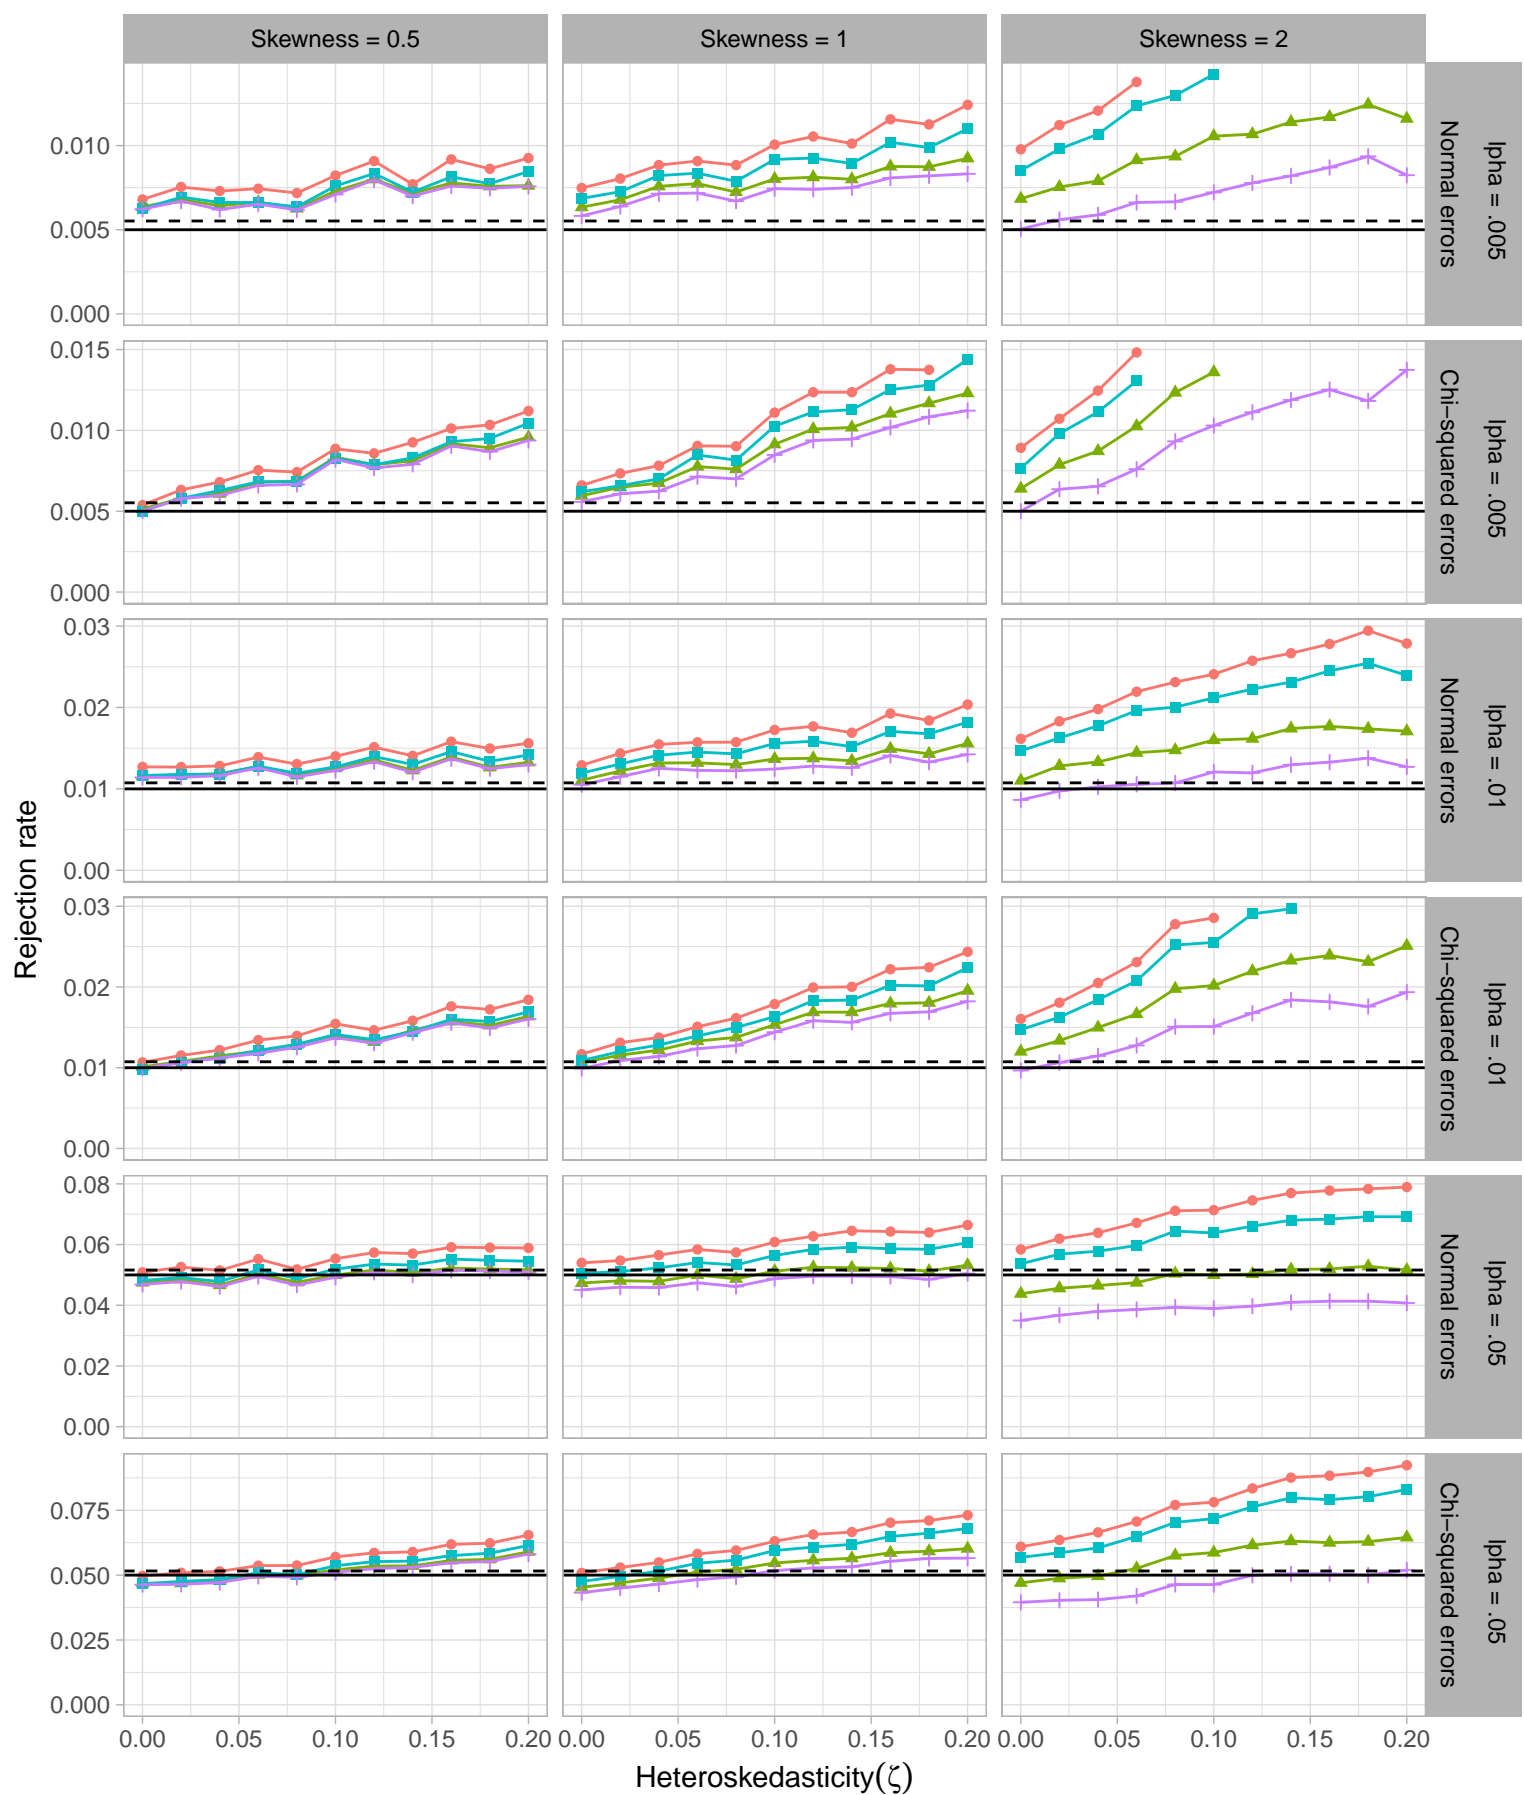 Skewness = 0.5
Skewness = 1
Skewness = 2
0.010
0.005
0.000
lpha = .005
Normal errors
0.015
0.010
0.005
0.000
lpha = .005
Chi−squared errors
0.03
0.02
0.01
0.00
lpha = .01
Normal errors
0.03
0.02
0.01
0.00
lpha = .01
Chi−squared errors
0.08
0.06
0.04
0.02
0.00
lpha = .05
Normal errors
0.075
0.050
0.025
0.000
lpha = .05
Chi−squared errors
Rejection rate
0.00 0.05 0.10 0.15 0.20
0.00 0.05 0.10 0.15 0.20
0.00 0.05 0.10 0.15 0.20
Heteroskedasticity(ζ)